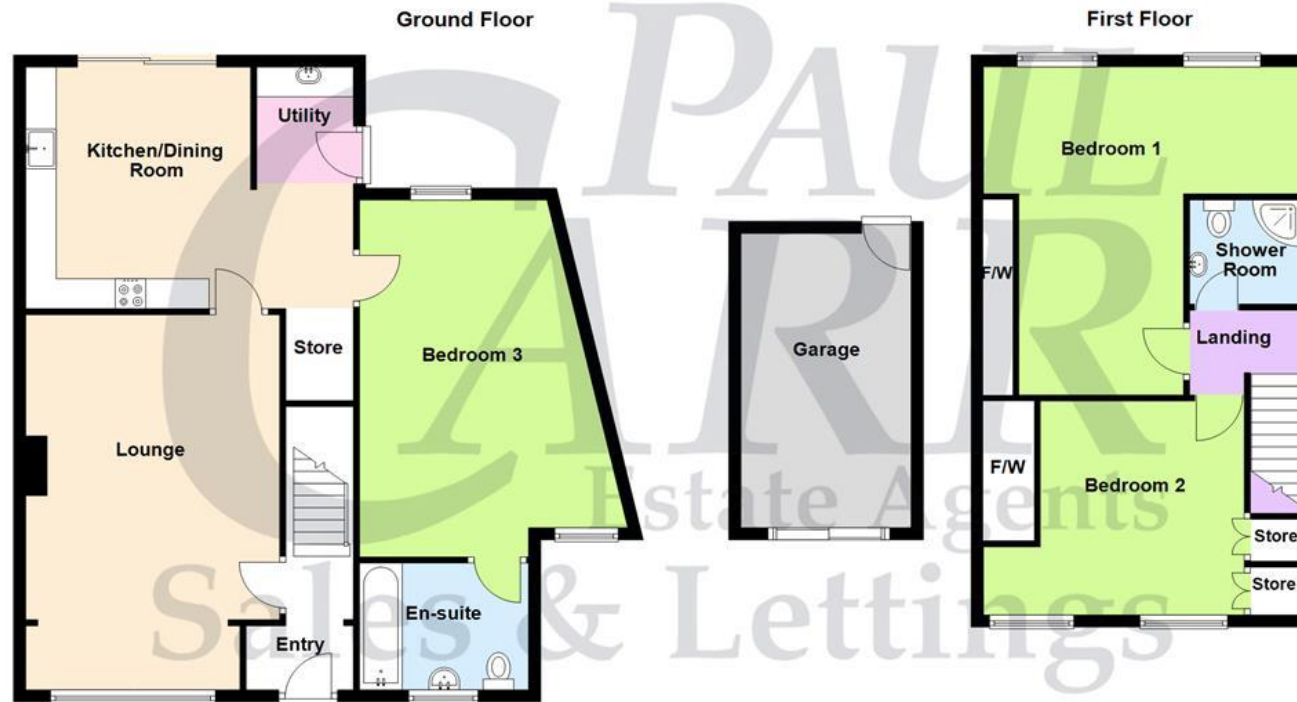 Ground Floor
First Floor
PAUL
CARR
Estate Agents
Sales & Lettings
Kitchen/Dining
Room
Utility
Store
Lounge
Entry
Bedroom 3
En-suite
Garage
Bedroom 1
F/W
Shower
Room
Landing
F/W
Bedroom 2
Store
Store